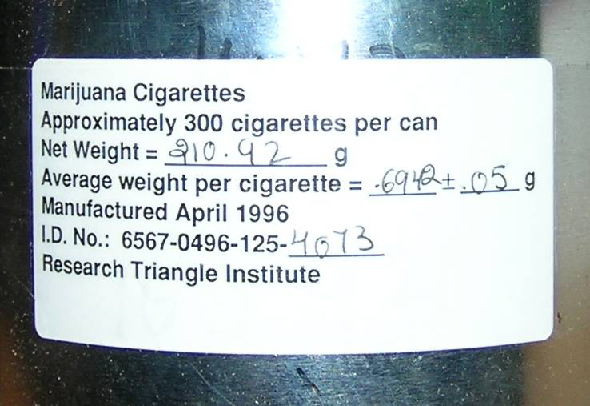 Marijuana Cigarettes
Approximately 300 cigarettes per can
Net Weight = 210.92 g
Average weight per cigarette = .6942 ± .05 g
Manufactured April 1996
I.D. No.: 6567-0496-125-4073
Research Triangle Institute